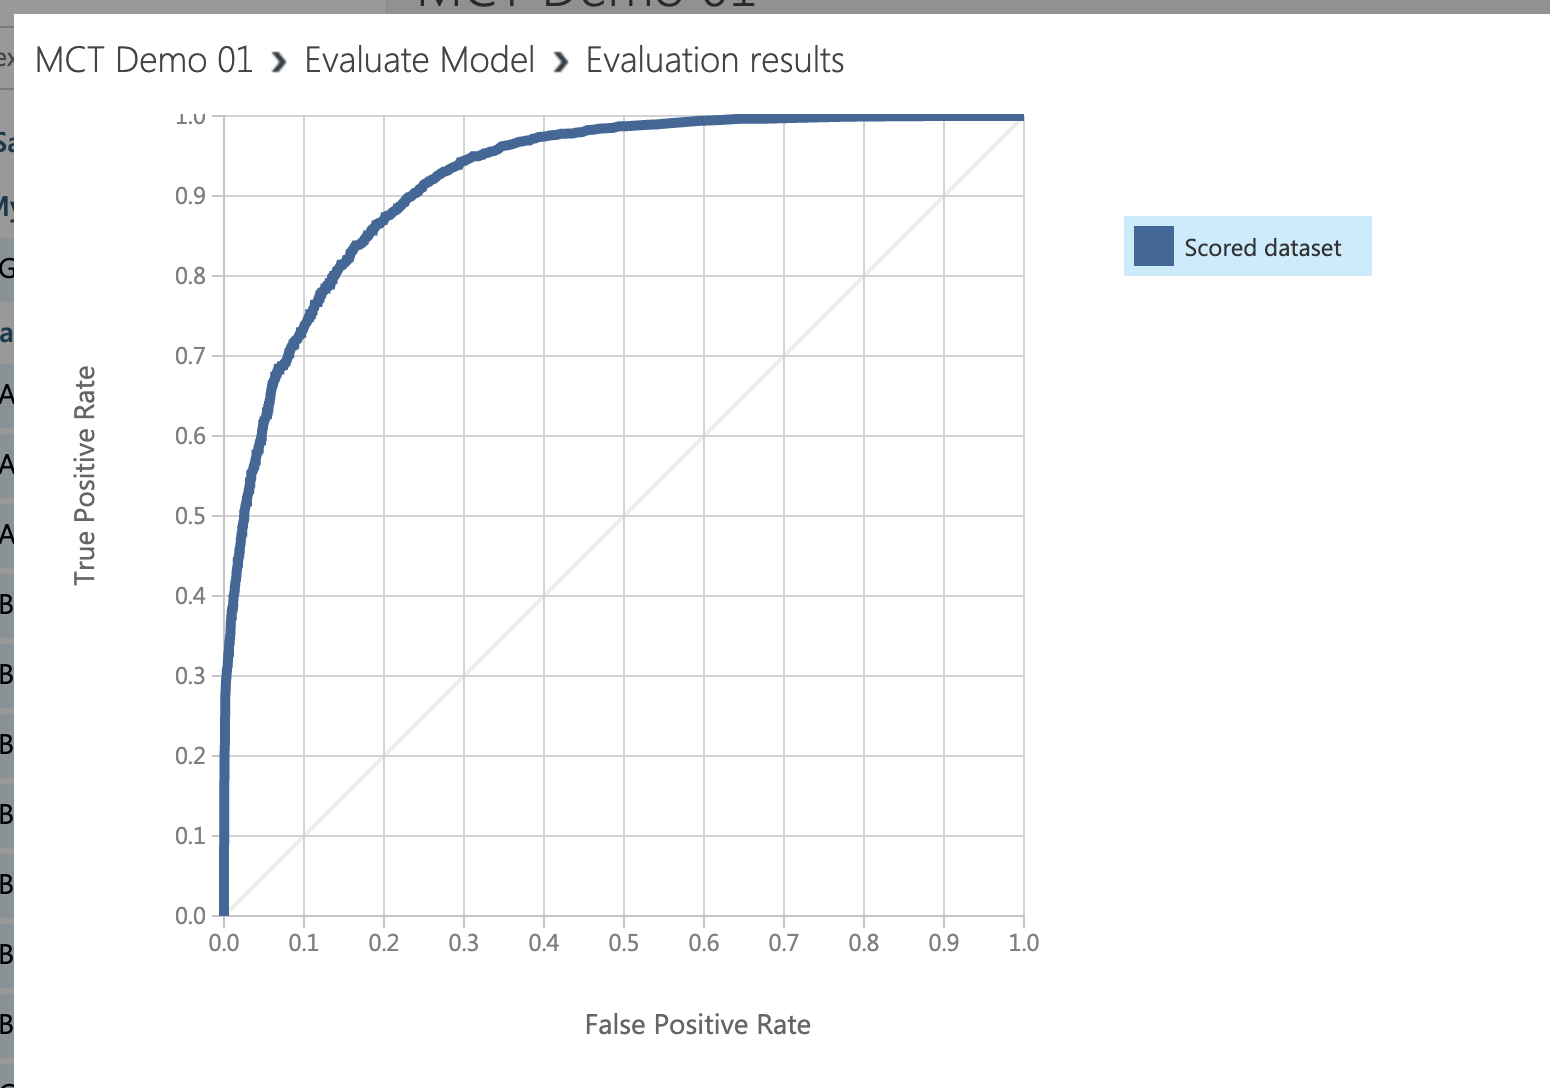 MCT Demo 01
MCT Demo 01 › Evaluate Model › Evaluation results
1.0
0.9
0.8
0.7
0.6
0.5
0.4
0.3
0.2
0.1
0.0
True Positive Rate
0.0 0.1 0.2 0.3 0.4 0.5 0.6 0.7 0.8 0.9 1.0
False Positive Rate
Scored dataset